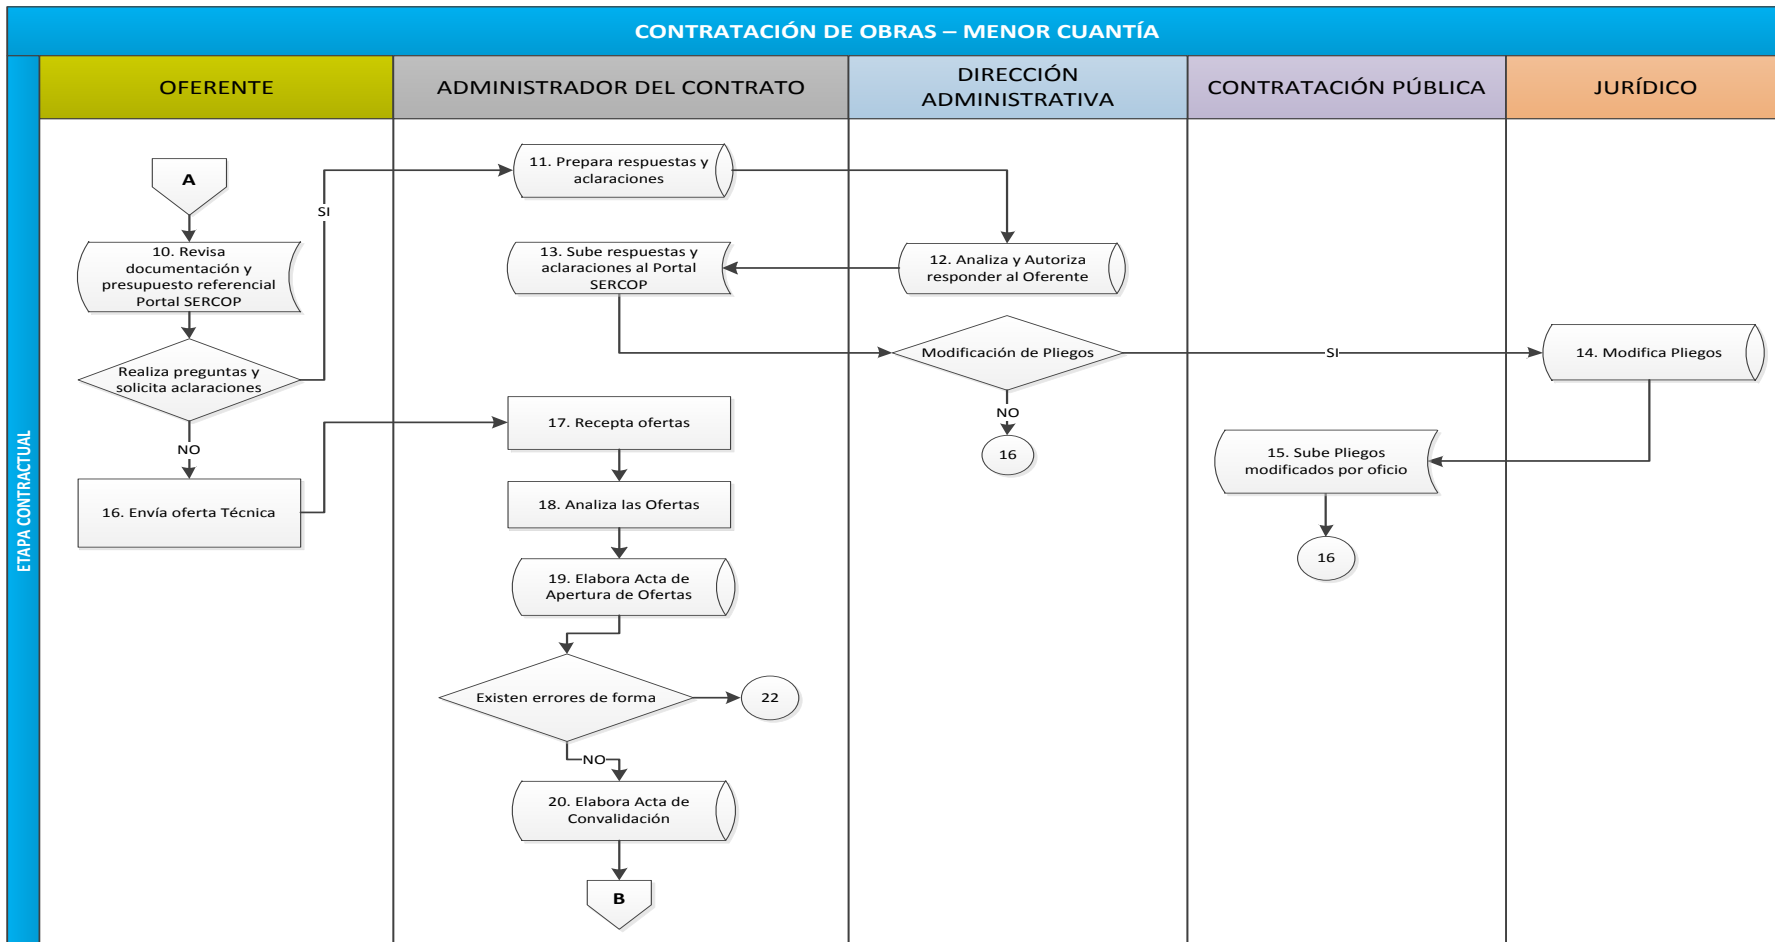 CONTRATACIÓN DE OBRAS – MENOR CUANTÍA
ETAPA CONTRACTUAL
OFERENTE
ADMINISTRADOR DEL CONTRATO
DIRECCIÓN
ADMINISTRATIVA
CONTRATACIÓN PÚBLICA
JURÍDICO
A
10. Revisa
documentación y
presupuesto referencial
Portal SERCOP
Realiza preguntas y
solicita aclaraciones
SI
NO
16. Envía oferta Técnica
11. Prepara respuestas y
aclaraciones
13. Sube respuestas y
aclaraciones al Portal
SERCOP
17. Recepta ofertas
18. Analiza las Ofertas
19. Elabora Acta de
Apertura de Ofertas
Existen errores de forma
22
NO
20. Elabora Acta de
Convalidación
B
12. Analiza y Autoriza
responder al Oferente
Modificación de Pliegos
SI
NO
16
15. Sube Pliegos
modificados por oficio
16
14. Modifica Pliegos